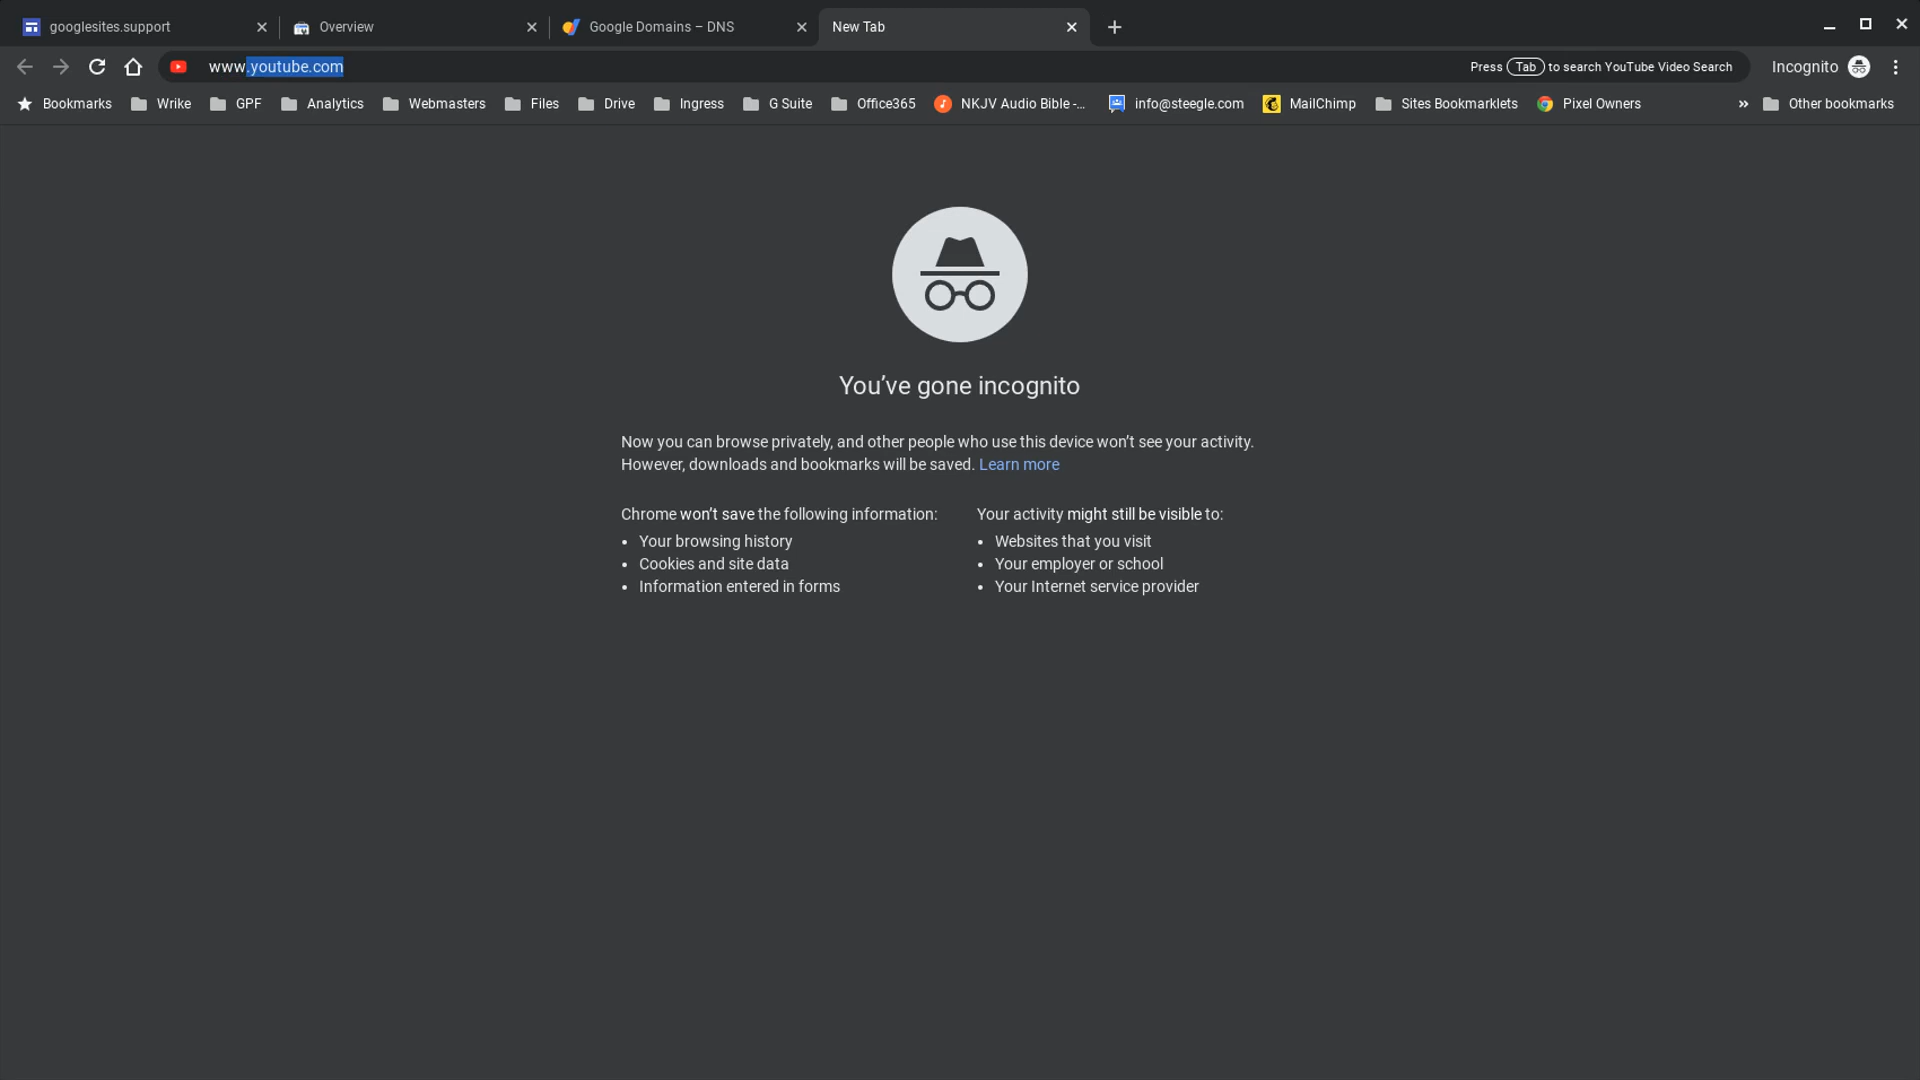 googlesites.support
Overview
Google Domains – DNS
New Tab
www.youtube.com
Press Tab to search YouTube Video Search
Incognito
Bookmarks
Wrike
GPF
Analytics
Webmasters
Files
Drive
Ingress
G Suite
Office365
NKJV Audio Bible -...
info@steegle.com
MailChimp
Sites Bookmarklets
Pixel Owners
»
Other bookmarks
You’ve gone incognito
Now you can browse privately, and other people who use this device won’t see your activity.
However, downloads and bookmarks will be saved. Learn more
Chrome won’t save the following information:
• Your browsing history
• Cookies and site data
• Information entered in forms
Your activity might still be visible to:
• Websites that you visit
• Your employer or school
• Your Internet service provider